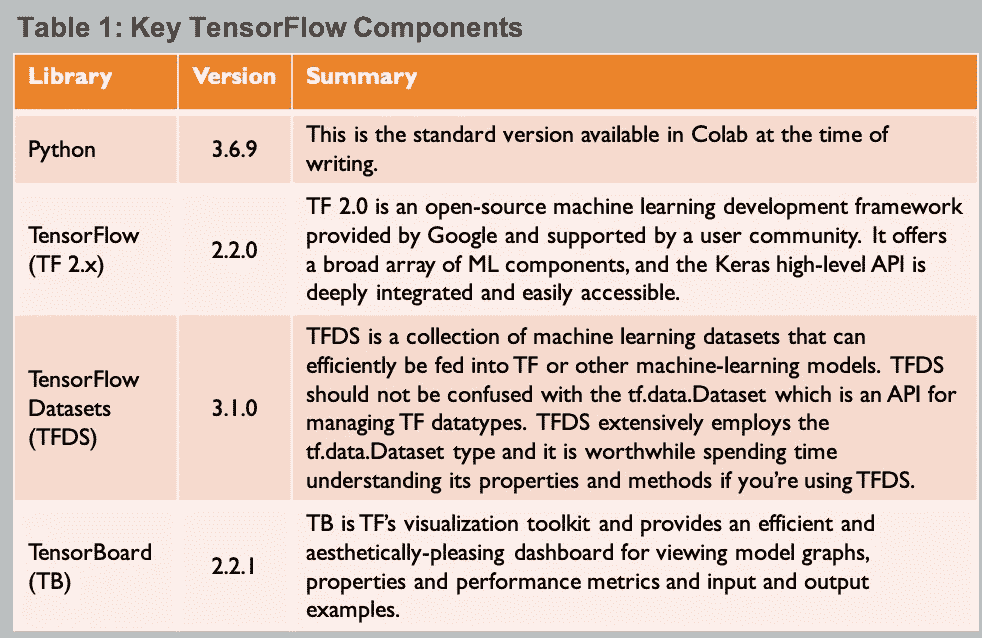 Table 1: Key TensorFlow Components
Library Version Summary
Python 3.6.9 This is the standard version available in Colab at the time of
writing.
TensorFlow
(TF 2.x)
2.2.0
TF 2.0 is an open-source machine learning development framework
provided by Google and supported by a user community. It offers
a broad array of ML components, and the Keras high-level API is
deeply integrated and easily accessible.
TensorFlow
Datasets
(TFDS)
3.1.0
TFDS is a collection of machine learning datasets that can
efficiently be fed into TF or other machine-learning models. TFDS
should not be confused with the tf.data.Dataset which is an API for
managing TF datatypes. TFDS extensively employs the
tf.data.Dataset type and it is worthwhile spending time
understanding its properties and methods if you're using TFDS.
TensorBoard
(TB)
2.2.1
TB is TF's visualization toolkit and provides an efficient and
aesthetically-pleasing dashboard for viewing model graphs,
properties and performance metrics and input and output
examples.